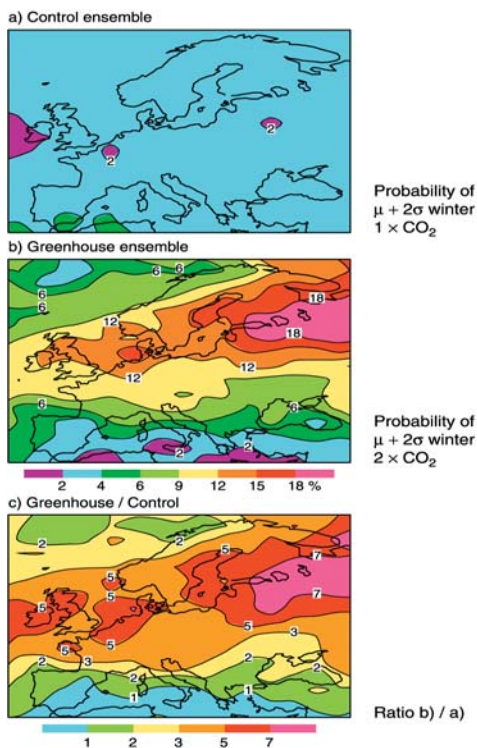 a) Control ensemble
2
2
Probability of
μ + 2σ winter
1 × CO₂
b) Greenhouse ensemble
6
6
6
12
18
18
12
12
6
6
2
2
Probability of
μ + 2σ winter
2 × CO₂
2 4 6 9 12 15 18 %
c) Greenhouse / Control
2
2
5
5
7
5
5
7
5
5
5
3
2
3
2
2
2
1
1
Ratio b) / a)
1 2 3 5 7